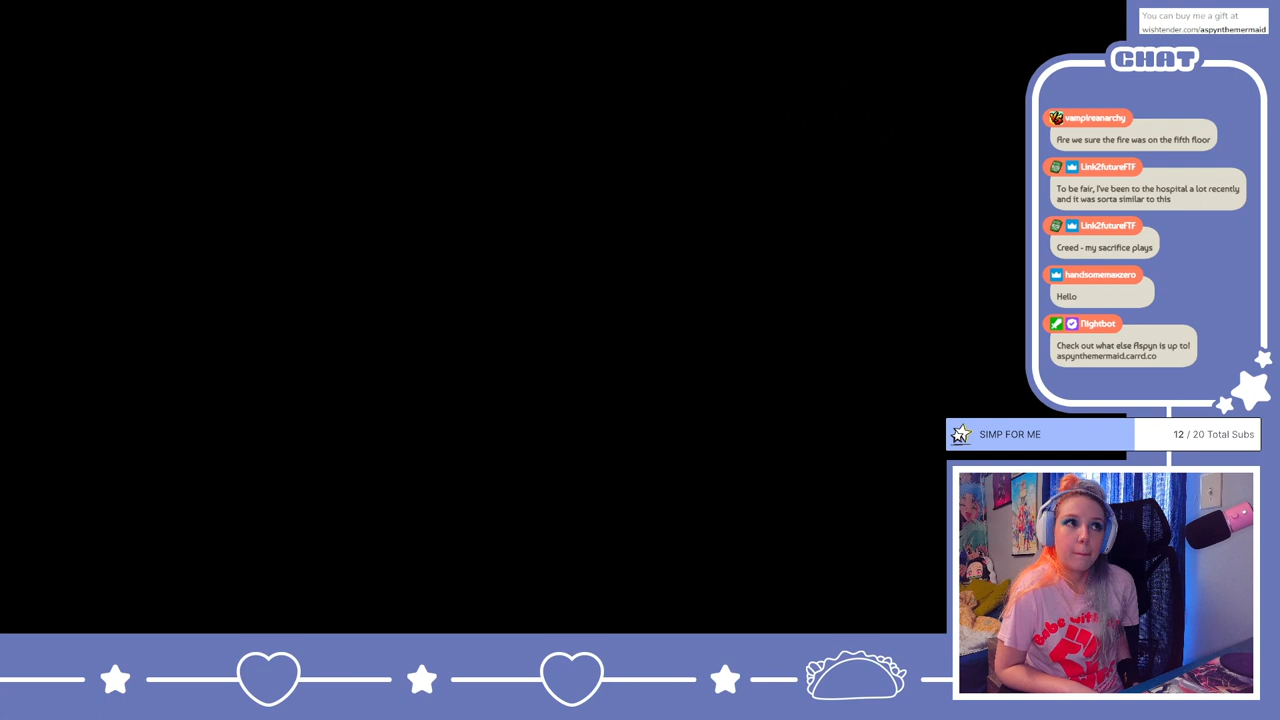 You can buy me a gift at
wishtender.com/aspynthemermaid
CHAT
vampireanarchy
Are we sure the fire was on the fifth floor
Link2futureFTF
To be fair, I've been to the hospital a lot recently
and it was sorta similar to this
Link2futureFTF
Creed - my sacrifice plays
handsomemaxzero
Hello
Nightbot
Check out what else Aspyn is up to!
aspynthemermaid.carrd.co
SIMP FOR ME
12 / 20 Total Subs
Babe with